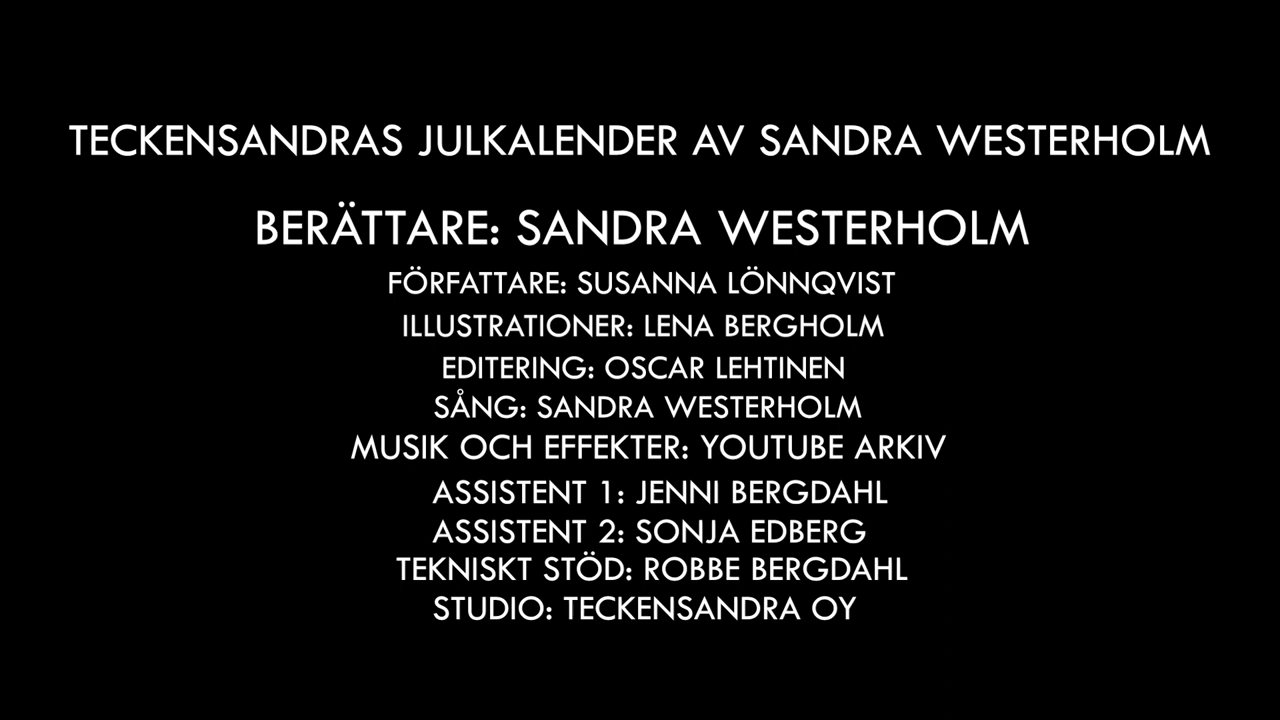 TECKENSANDRAS JULKALENDER AV SANDRA WESTERHOLM
BERÄTTARE: SANDRA WESTERHOLM
FÖRFATTARE: SUSANNA LÖNNQVIST
ILLUSTRATIONER: LENA BERGHOLM
EDITERING: OSCAR LEHTINEN
SÅNG: SANDRA WESTERHOLM
MUSIK OCH EFFEKTER: YOUTUBE ARKIV
ASSISTENT 1: JENNI BERGDAHL
ASSISTENT 2: SONJA EDBERG
TEKNISKT STÖD: ROBBE BERGDAHL
STUDIO: TECKENSANDRA OY